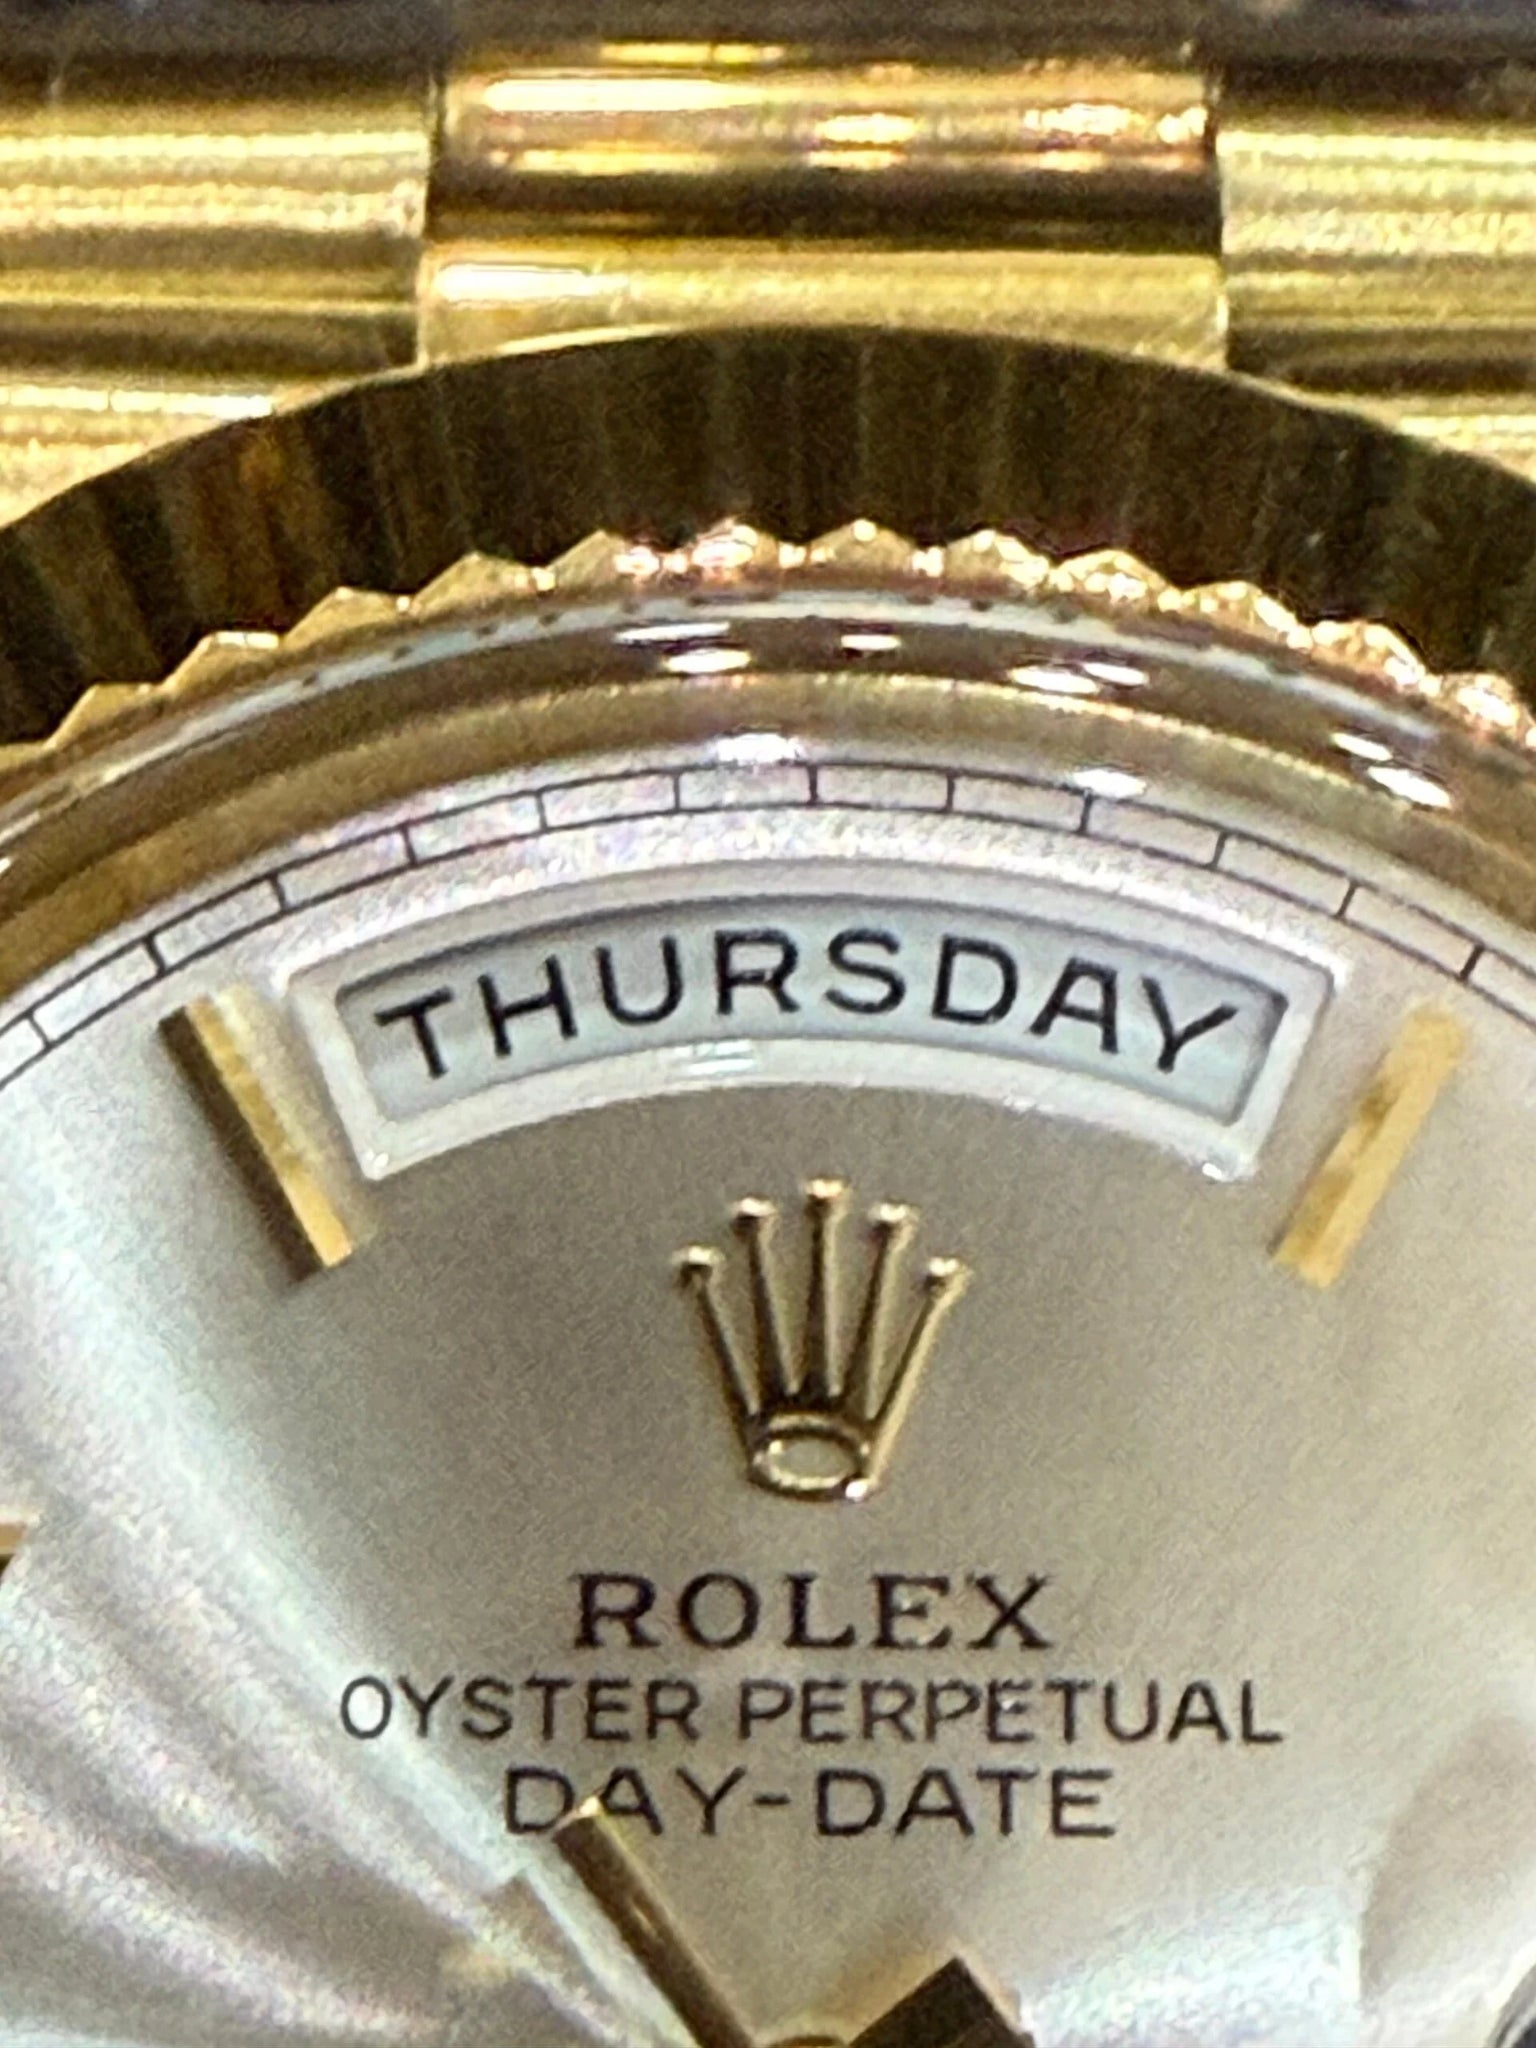 THURSDAY
ROLEX
OYSTER PERPETUAL
DAY-DATE